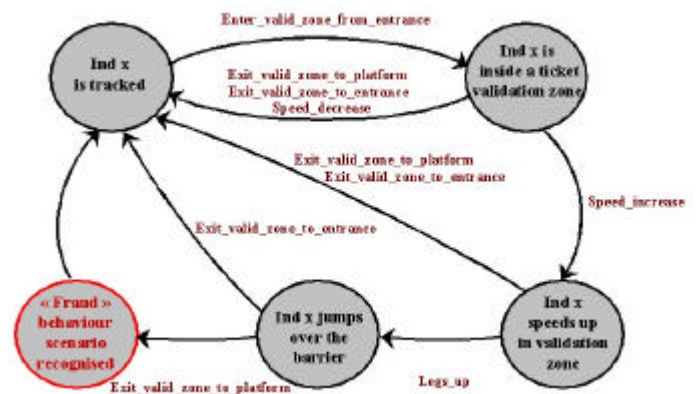 Enter_valid_zone_from_entrance
Ind x
is tracked
Ind x is
inside a ticket
validation zone
Exit_valid_zone_to_platform
Exit_valid_zone_to_entrance
Speed_decrease
Exit_valid_zone_to_platform
Exit_valid_zone_to_entrance
Speed_increase
Exit_valid_zone_to_entrance
« Fraud »
behaviour
scenario
recognised
Ind x jumps
over the
barrier
Ind x
speeds up
in validation
zone
Exit_valid_zone_to_platform
Legs_up